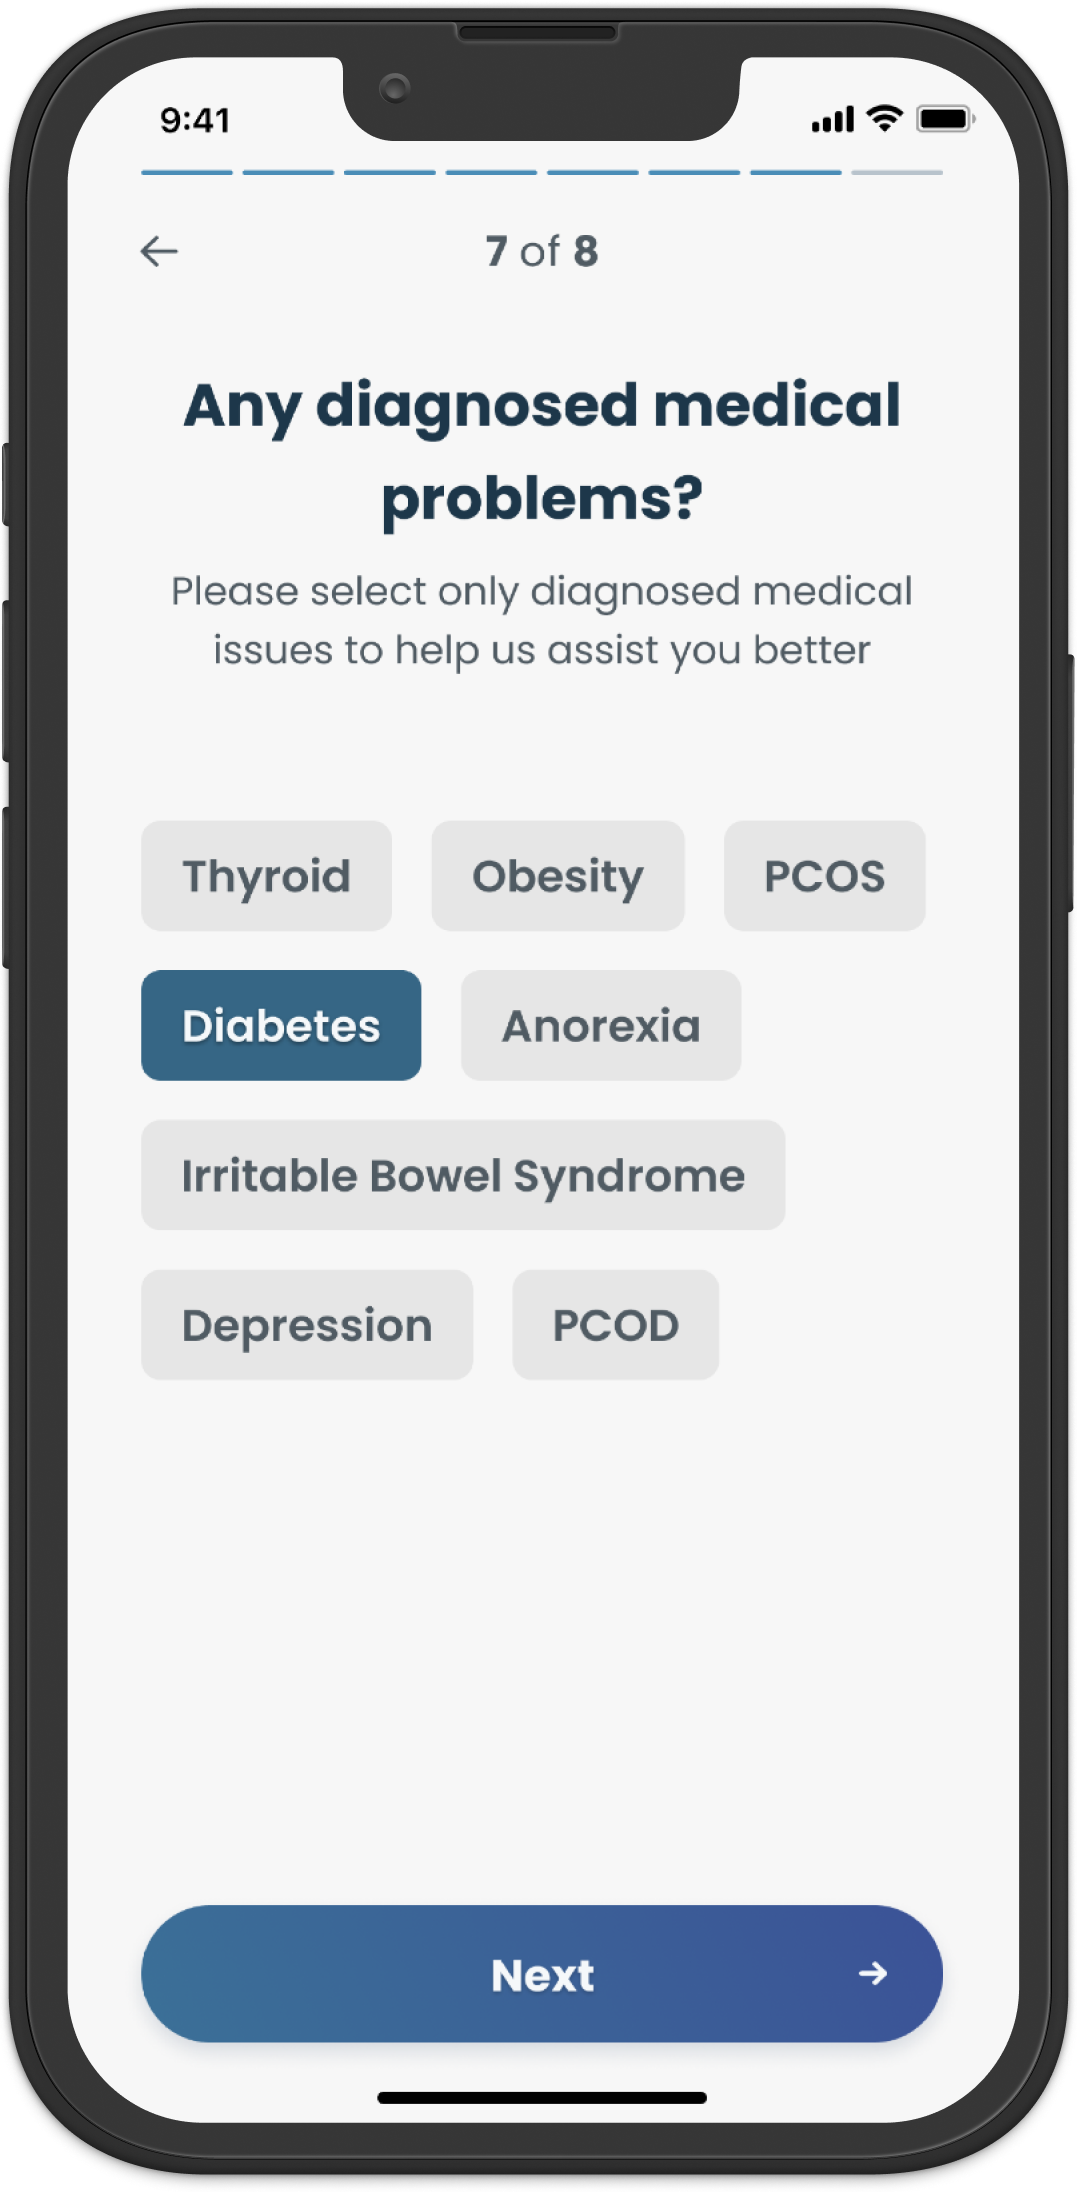 9:41
7 of 8
Any diagnosed medical
problems?
Please select only diagnosed medical
issues to help us assist you better
Thyroid Obesity PCOS
Diabetes Anorexia
Irritable Bowel Syndrome
Depression PCOD
Next